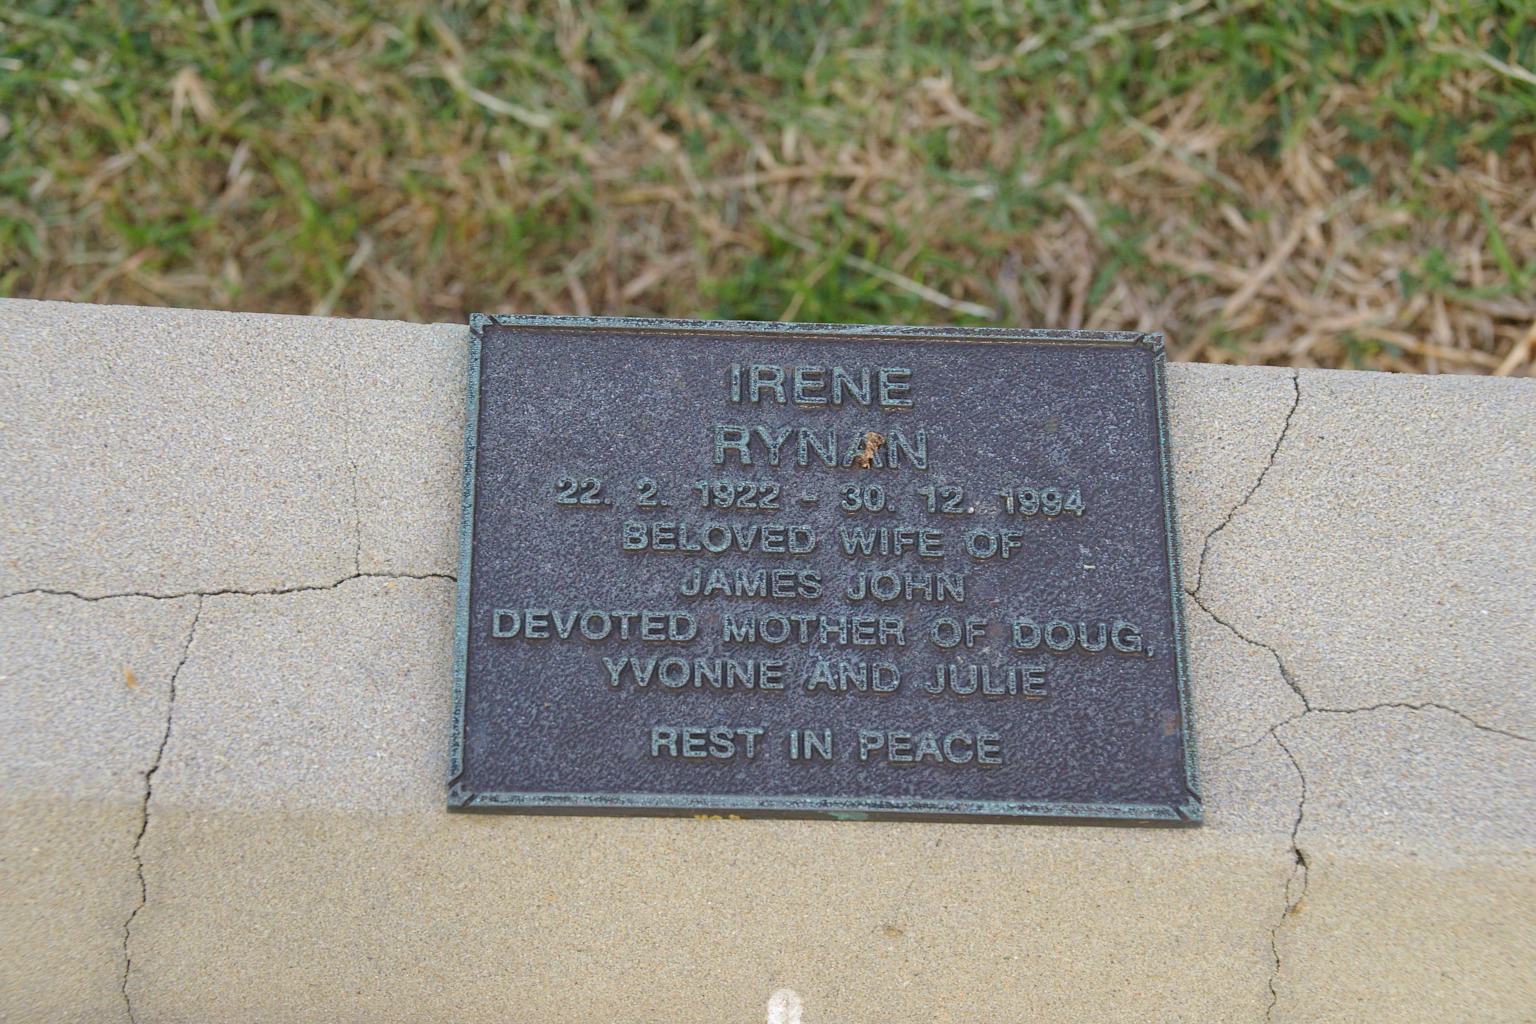 IRENE
RYNAN
22. 2. 1922 - 30. 12. 1994
BELOVED WIFE OF
JAMES JOHN
DEVOTED MOTHER OF DOUG,
YVONNE AND JULIE
REST IN PEACE